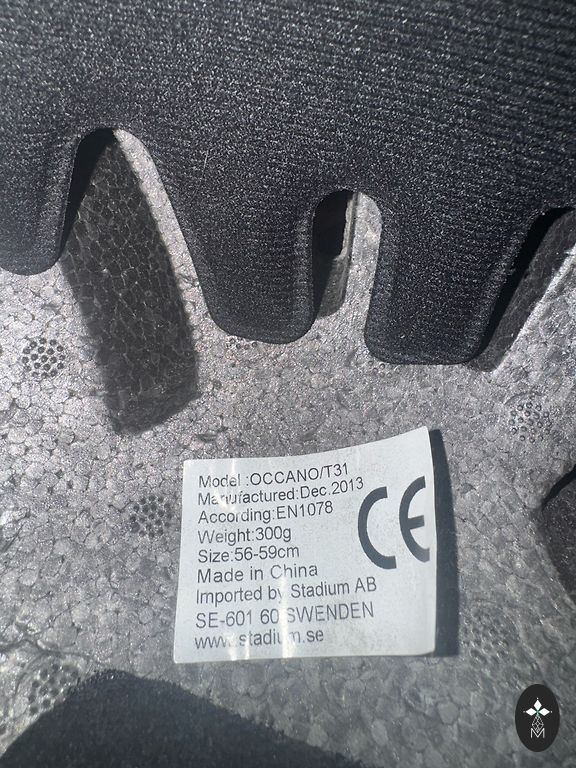 Model :OCCANO/T31
Manufactured:Dec.2013
According:EN1078
Weight:300g
Size:56-59cm
Made in China
Imported by Stadium AB
SE-601 60 SWENDEN
www.stadium.se
CE
M